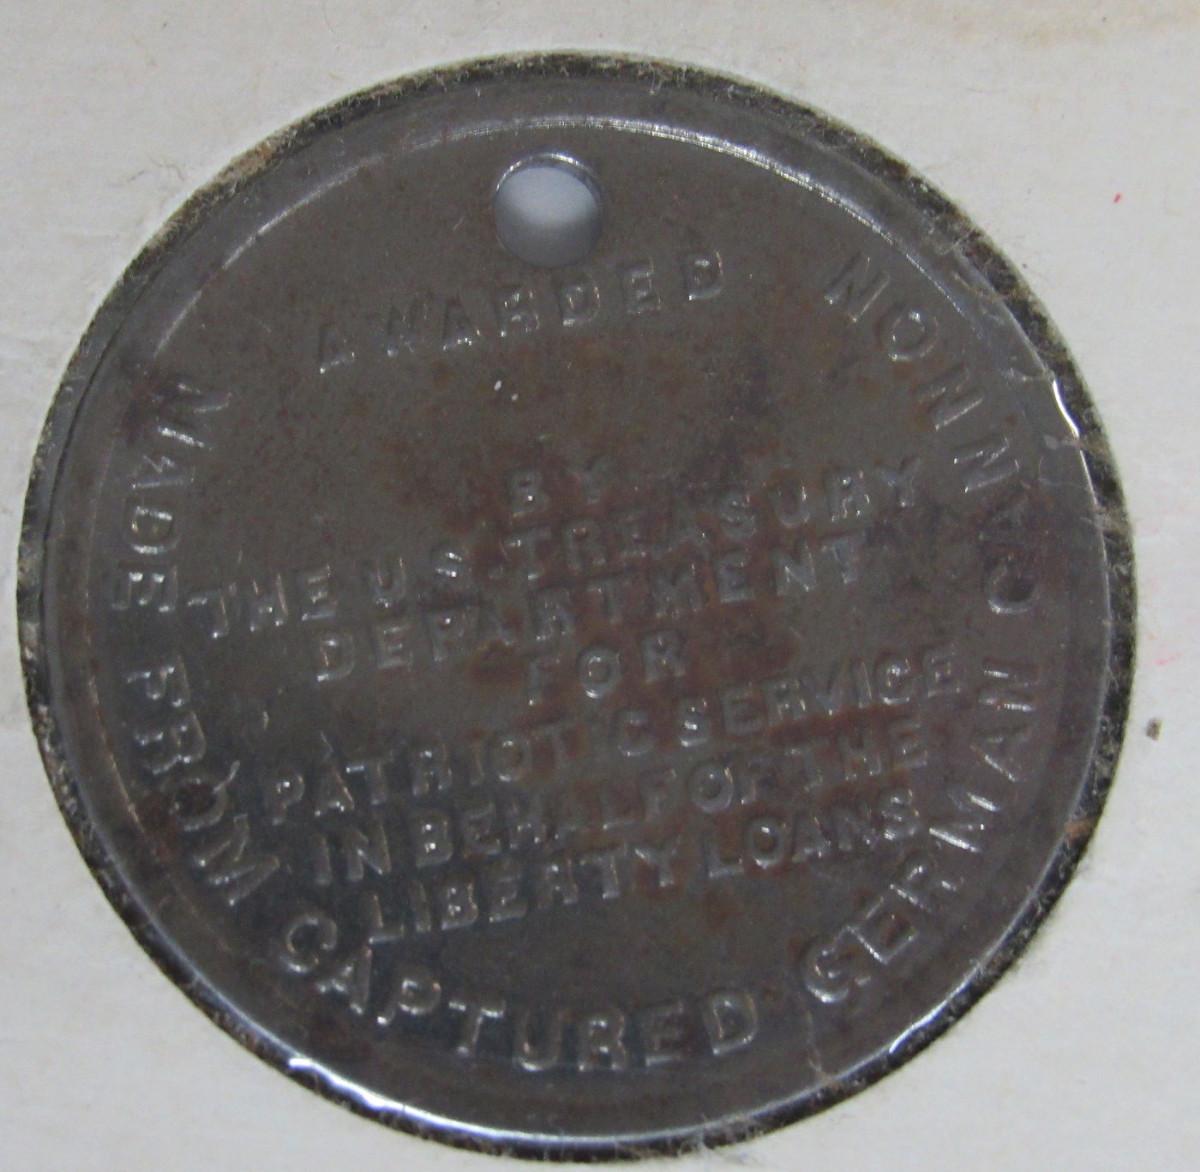 AWARDED
BY
THE U.S. TREASURY
DEPARTMENT
FOR
PATRIOTIC SERVICE
IN BEHALF OF THE
LIBERTY LOANS
MADE FROM CAPTURED GERMAN CANNON